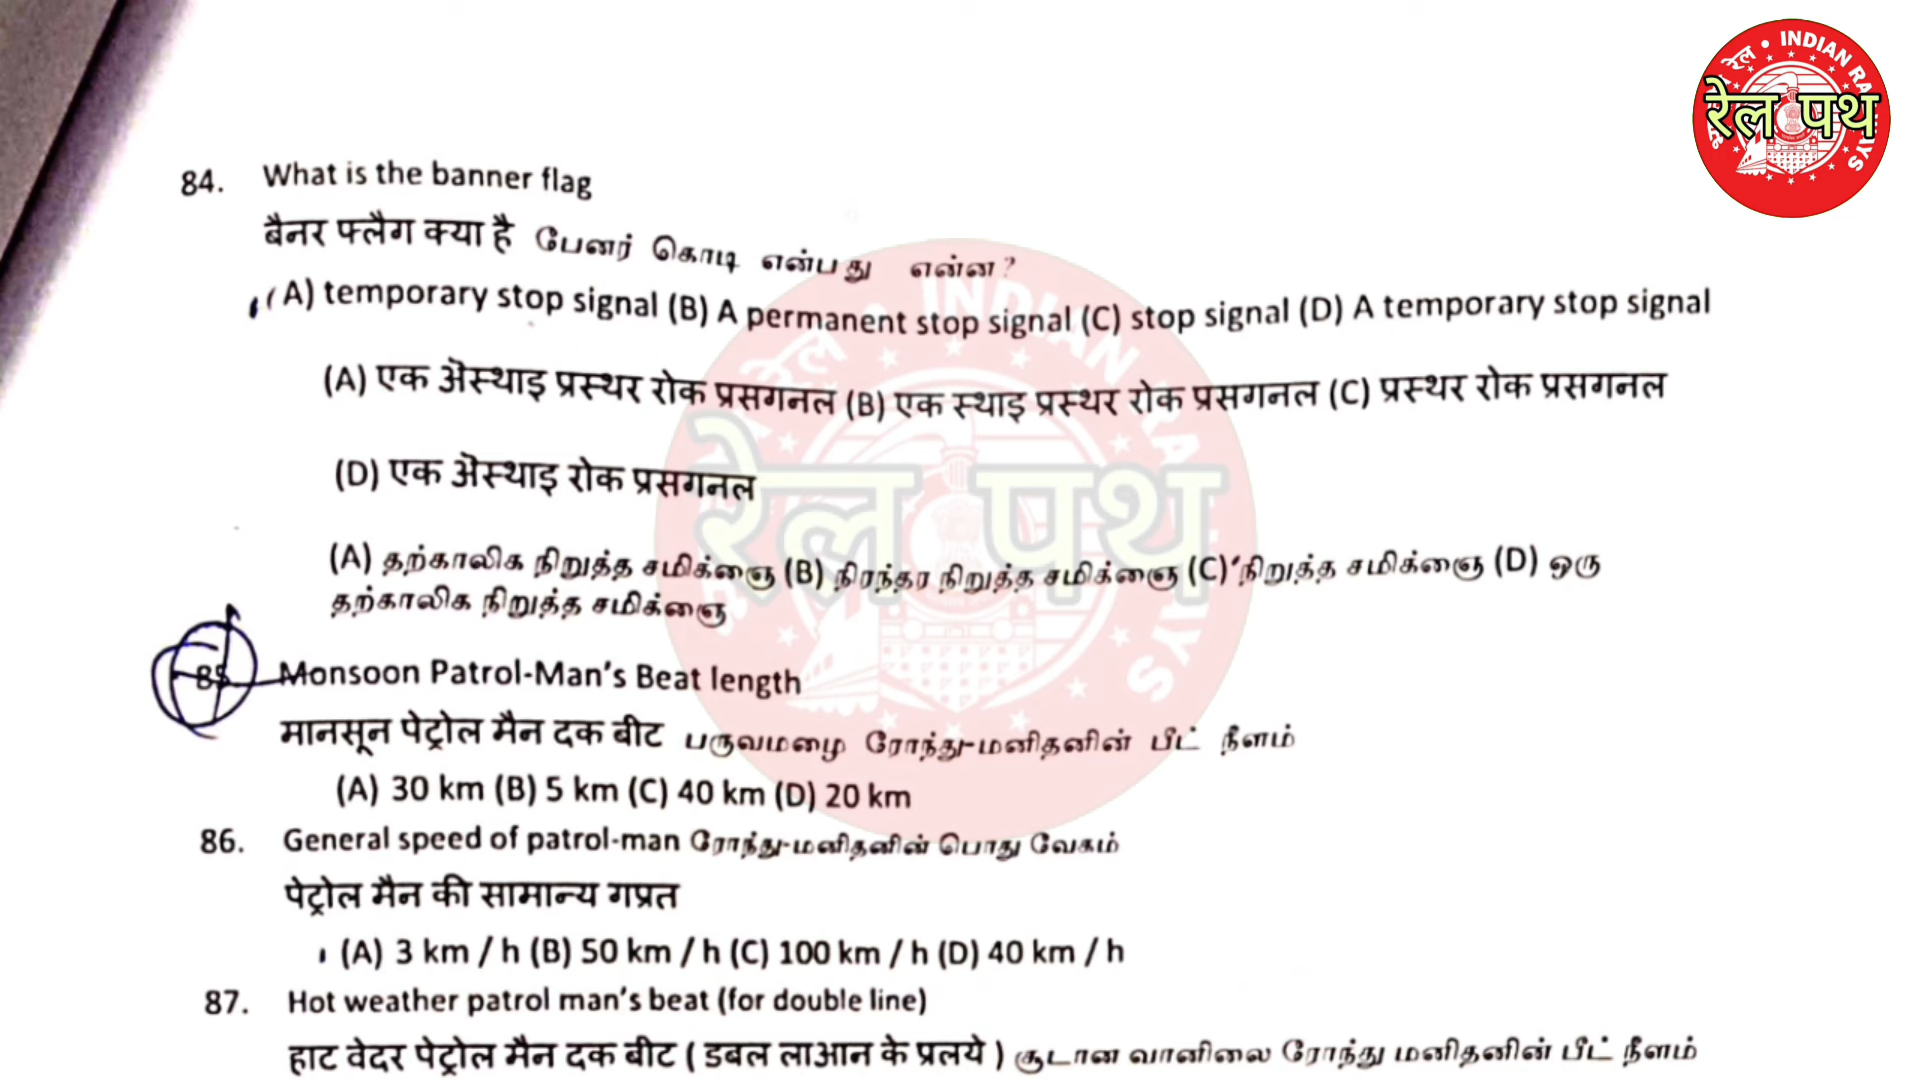 INDIAN RAILWAYS
रेल पथ
84. What is the banner flag
बैनर फ्लैग क्या है பேனர் கொடி என்பது என்ன?
(A) temporary stop signal (B) A permanent stop signal (C) stop signal (D) A temporary stop signal
(A) एक ॲस्थाइ प्रस्थर रोक प्रसगनल (B) एक स्थाइ प्रस्थर रोक प्रसगनल (C) प्रस्थर रोक प्रसगनल
(D) एक ॲस्थाइ रोक प्रसगनल
(A) தற்காலிக நிறுத்த சமிக்ஞை (B) நிரந்தர நிறுத்த சமிக்ஞை (C) நிறுத்த சமிக்ஞை (D) ஒரு
தற்காலிக நிறுத்த சமிக்ஞை
85. Monsoon Patrol-Man's Beat length
मानसून पेट्रोल मैन दक बीट பருவமழை ரோந்து-மனிதனின் பீட் நீளம்
(A) 30 km (B) 5 km (C) 40 km (D) 20 km
86. General speed of patrol-man ரோந்து-மனிதனின் பொது வேகம்
पेट्रोल मैन की सामान्य गप्रत
(A) 3 km / h (B) 50 km / h (C) 100 km / h (D) 40 km / h
87. Hot weather patrol man's beat (for double line)
हाट वेदर पेट्रोल मैन दक बीट ( डबल लाआन के प्रलये ) சூடான வானிலை ரோந்து மனிதனின் பீட் நீளம்